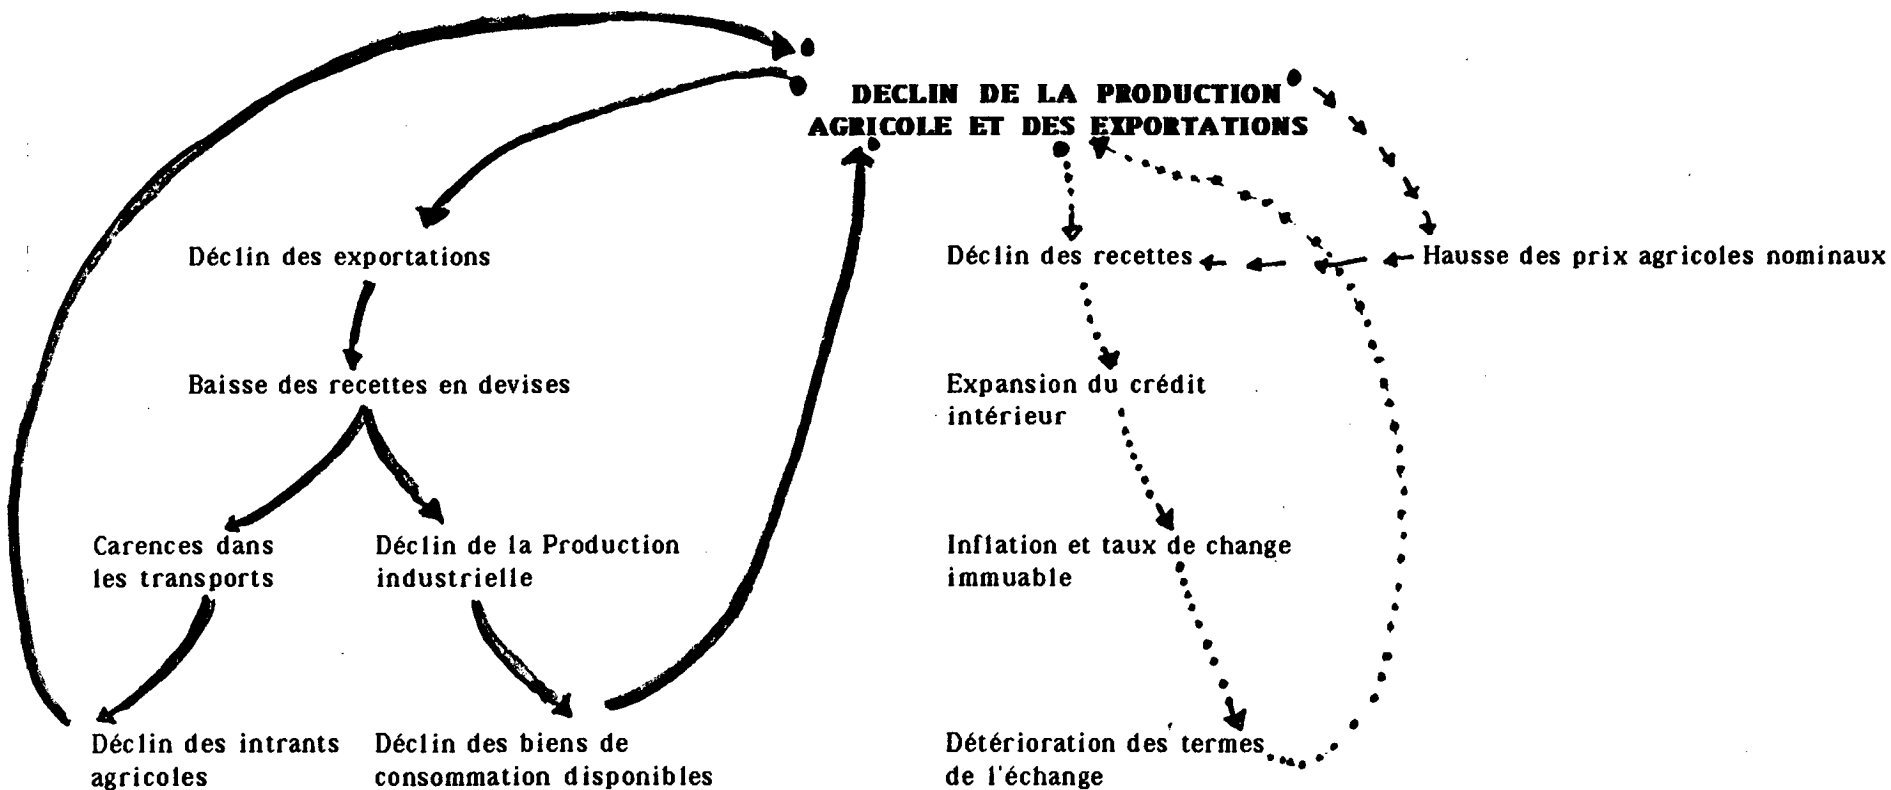 DECLIN DE LA PRODUCTION
AGRICOLE ET DES EXPORTATIONS
Déclin des exportations
Déclin des recettes
Hausse des prix agricoles nominaux
Baisse des recettes en devises
Expansion du crédit
intérieur
Carences dans
les transports
Déclin de la Production
industrielle
Inflation et taux de change
immuable
Déclin des intrants
agricoles
Déclin des biens de
consommation disponibles
Détérioration des termes
de l'échange